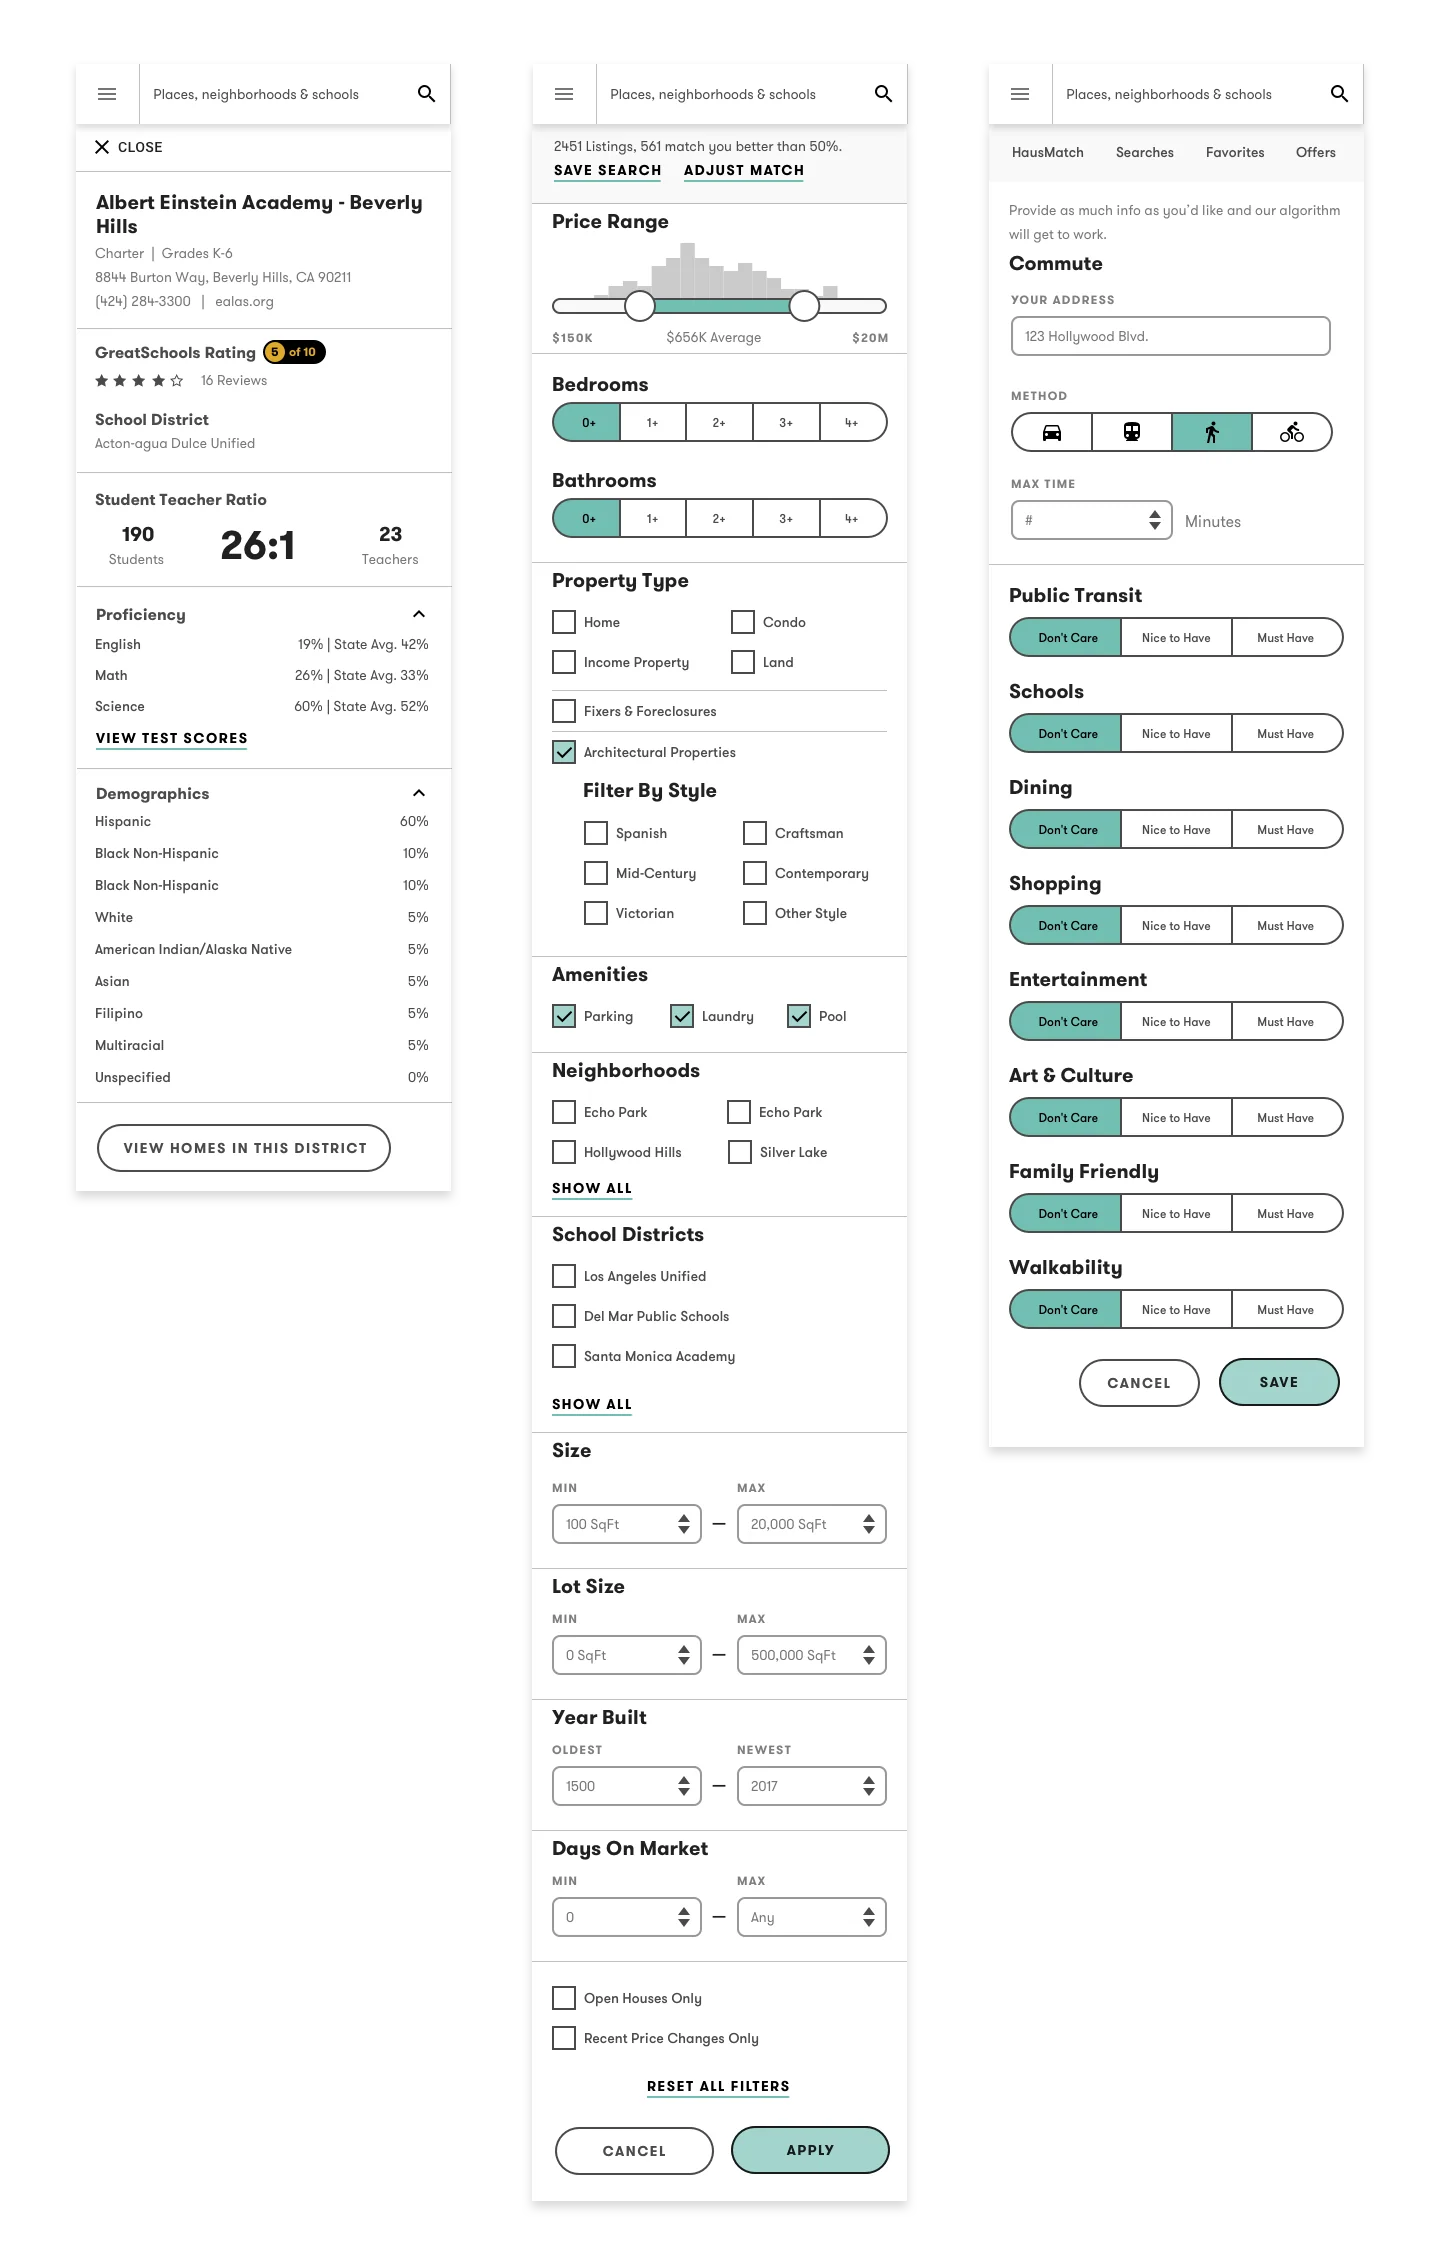 Places, neighborhoods & schools
CLOSE
Albert Einstein Academy - Beverly
Hills
Charter | Grades K-6
8844 Burton Way, Beverly Hills, CA 90211
(424) 284-3300 | ealas.org
GreatSchools Rating 5 of 10
16 Reviews
School District
Acton-agua Dulce Unified
Student Teacher Ratio
190 26:1 23
Students Teachers
Proficiency
English 19% | State Avg. 42%
Math 26% | State Avg. 33%
Science 60% | State Avg. 52%
VIEW TEST SCORES
Demographics
Hispanic 60%
Black Non-Hispanic 10%
Black Non-Hispanic 10%
White 5%
American Indian/Alaska Native 5%
Asian 5%
Filipino 5%
Multiracial 5%
Unspecified 0%
VIEW HOMES IN THIS DISTRICT
Places, neighborhoods & schools
2451 Listings, 561 match you better than 50%.
SAVE SEARCH ADJUST MATCH
Price Range
$150K $656K Average $20M
Bedrooms
0+ 1+ 2+ 3+ 4+
Bathrooms
0+ 1+ 2+ 3+ 4+
Property Type
Home Condo
Income Property Land
Fixers & Foreclosures
Architectural Properties
Filter By Style
Spanish Craftsman
Mid-Century Contemporary
Victorian Other Style
Amenities
Parking Laundry Pool
Neighborhoods
Echo Park Echo Park
Hollywood Hills Silver Lake
SHOW ALL
School Districts
Los Angeles Unified
Del Mar Public Schools
Santa Monica Academy
SHOW ALL
Size
MIN MAX
100 SqFt – 20,000 SqFt
Lot Size
MIN MAX
0 SqFt – 500,000 SqFt
Year Built
OLDEST NEWEST
1500 – 2017
Days On Market
MIN MAX
0 – Any
Open Houses Only
Recent Price Changes Only
RESET ALL FILTERS
CANCEL APPLY
Places, neighborhoods & schools
HausMatch Searches Favorites Offers
Provide as much info as you'd like and our algorithm
will get to work.
Commute
YOUR ADDRESS
123 Hollywood Blvd.
METHOD
MAX TIME
# Minutes
Public Transit
Don't Care Nice to Have Must Have
Schools
Don't Care Nice to Have Must Have
Dining
Don't Care Nice to Have Must Have
Shopping
Don't Care Nice to Have Must Have
Entertainment
Don't Care Nice to Have Must Have
Art & Culture
Don't Care Nice to Have Must Have
Family Friendly
Don't Care Nice to Have Must Have
Walkability
Don't Care Nice to Have Must Have
CANCEL SAVE